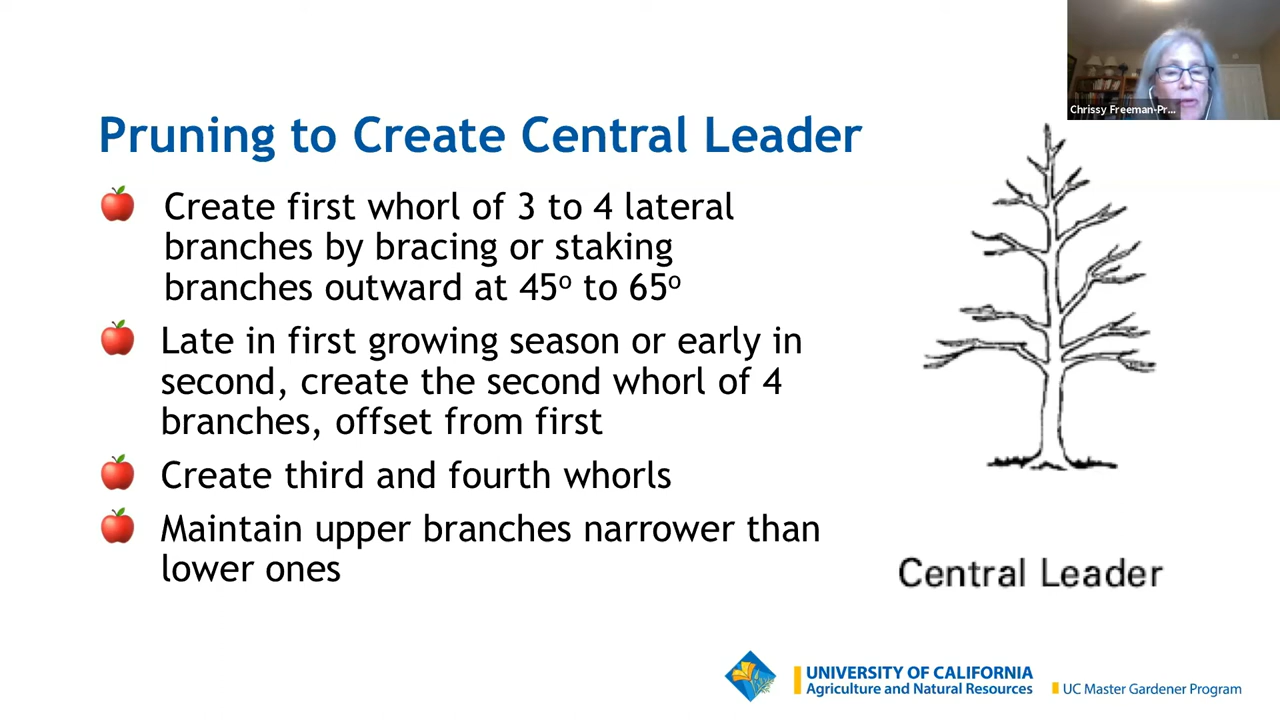 Chrissy Freeman-Pr...
Pruning to Create Central Leader
Create first whorl of 3 to 4 lateral
branches by bracing or staking
branches outward at 45º to 65º
Late in first growing season or early in
second, create the second whorl of 4
branches, offset from first
Create third and fourth whorls
Maintain upper branches narrower than
lower ones
Central Leader
UNIVERSITY OF CALIFORNIA
Agriculture and Natural Resources
UC Master Gardener Program